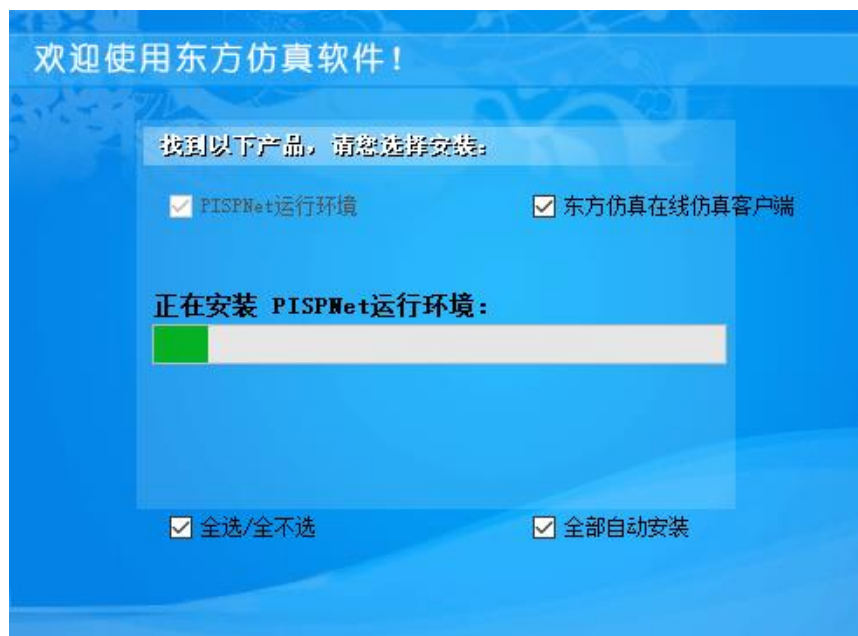 欢迎使用东方仿真软件！
找到以下产品，请您选择安装：
PISPNet运行环境
东方仿真在线仿真客户端
正在安装 PISPNet运行环境：
全选/全不选
全部自动安装